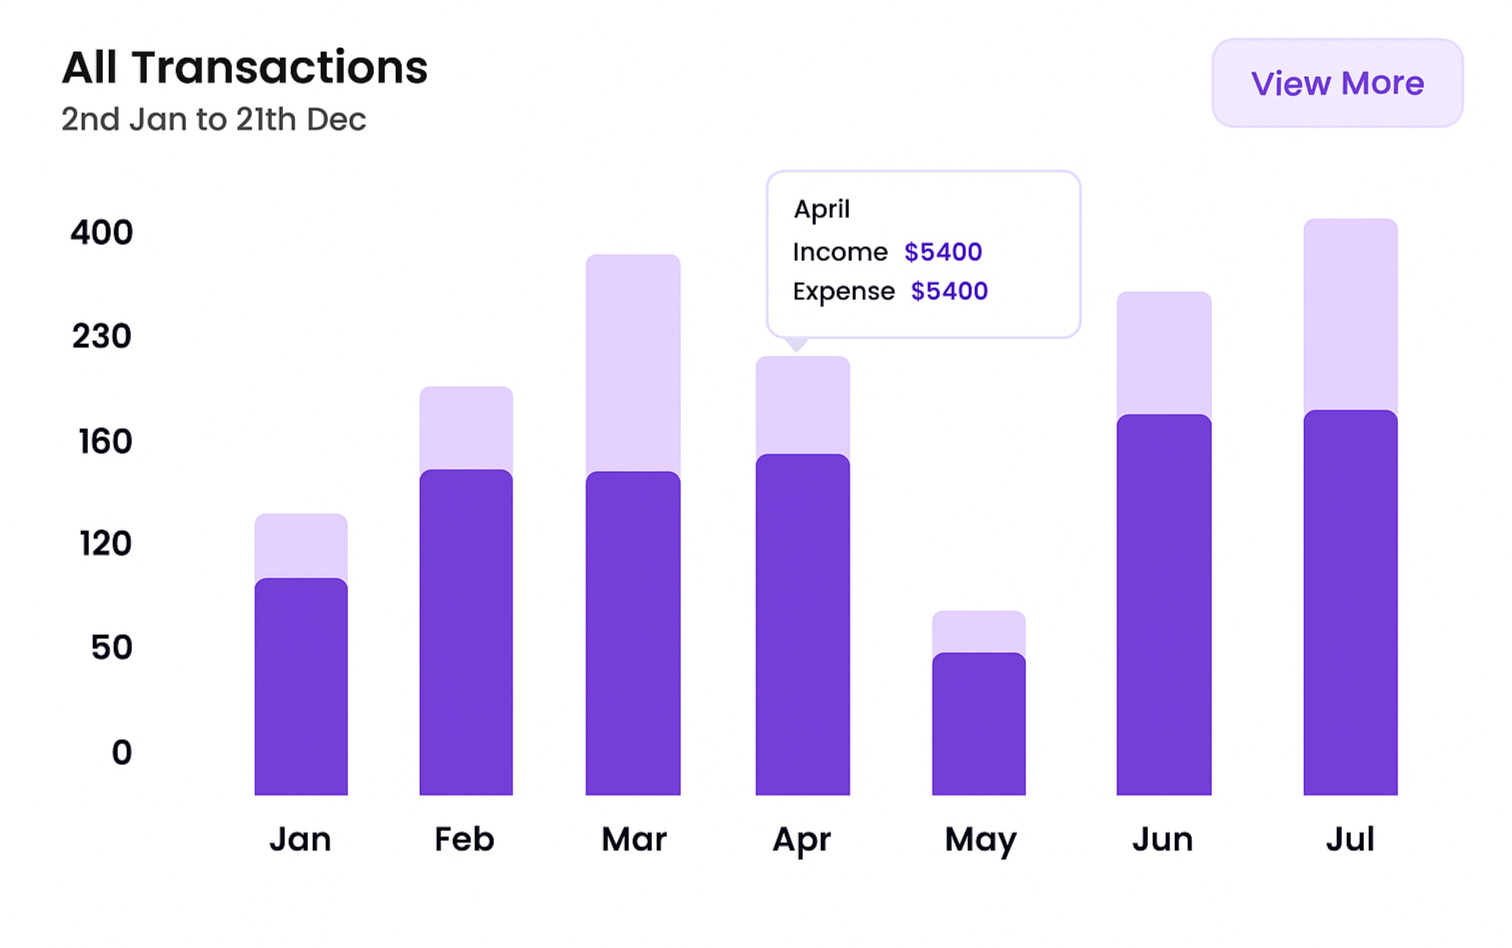 All Transactions
2nd Jan to 21th Dec
View More
400
230
160
120
50
0
April
Income $5400
Expense $5400
Jan Feb Mar Apr May Jun Jul